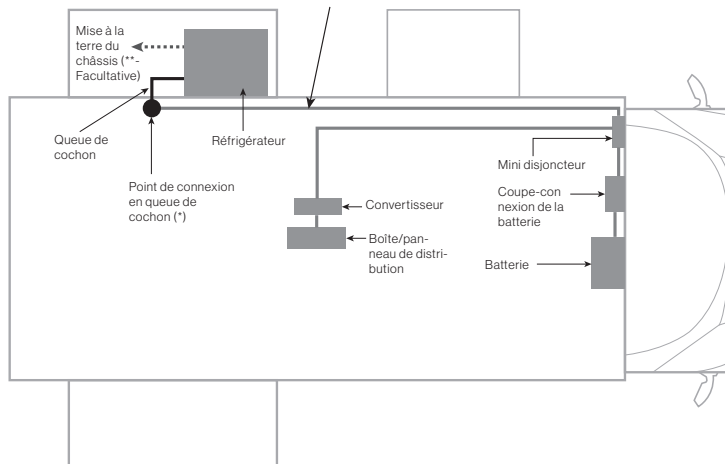 Mise à la
terre du
châssis (**-
Facultative)
Queue de
cochon
Réfrigérateur
Point de connexion
en queue de
cochon (*)
Convertisseur
Boîte/pan-
neau de distri-
bution
Mini disjoncteur
Coupe-con
nexion de la
batterie
Batterie